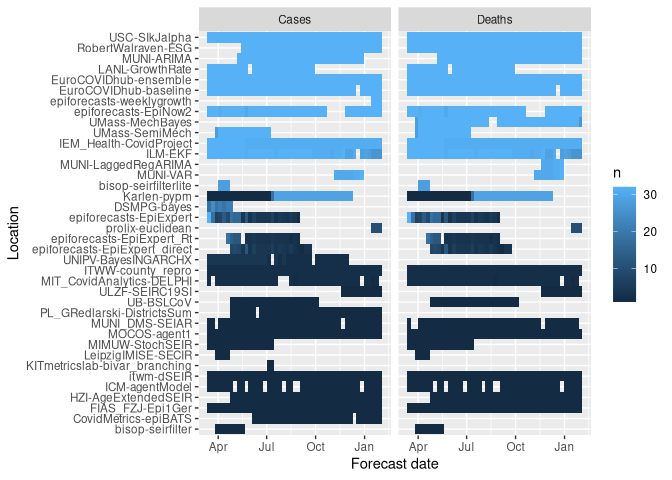 Cases
Deaths
USC-SIkJalpha
RobertWalraven-ESG
MUNI-ARIMA
LANL-GrowthRate
EuroCOVIDhub-ensemble
EuroCOVIDhub-baseline
epiforecasts-weeklygrowth
epiforecasts-EpiNow2
UMass-MechBayes
UMass-SemiMech
IEM_Health-CovidProject
ILM-EKF
MUNI-LaggedRegARIMA
MUNI-VAR
bisop-seirfilterlite
Karlen-pypm
DSMPG-bayes
epiforecasts-EpiExpert
prolix-euclidean
epiforecasts-EpiExpert_Rt
epiforecasts-EpiExpert_direct
UNIPV-BayesINGARCHX
ITWW-county_repro
MIT_CovidAnalytics-DELPHI
ULZF-SEIRC19SI
UB-BSLCoV
PL_GRedlarski-DistrictsSum
MUNI_DMS-SEIAR
MOCOS-agent1
MIMUW-StochSEIR
LeipzigIMISE-SECIR
KITmetricslab-bivar_branching
itwm-dSEIR
ICM-agentModel
HZI-AgeExtendedSEIR
FIAS_FZJ-Epi1Ger
CovidMetrics-epiBATS
bisop-seirfilter
Location
Apr Jul Oct Jan
Apr Jul Oct Jan
Forecast date
n
30
20
10